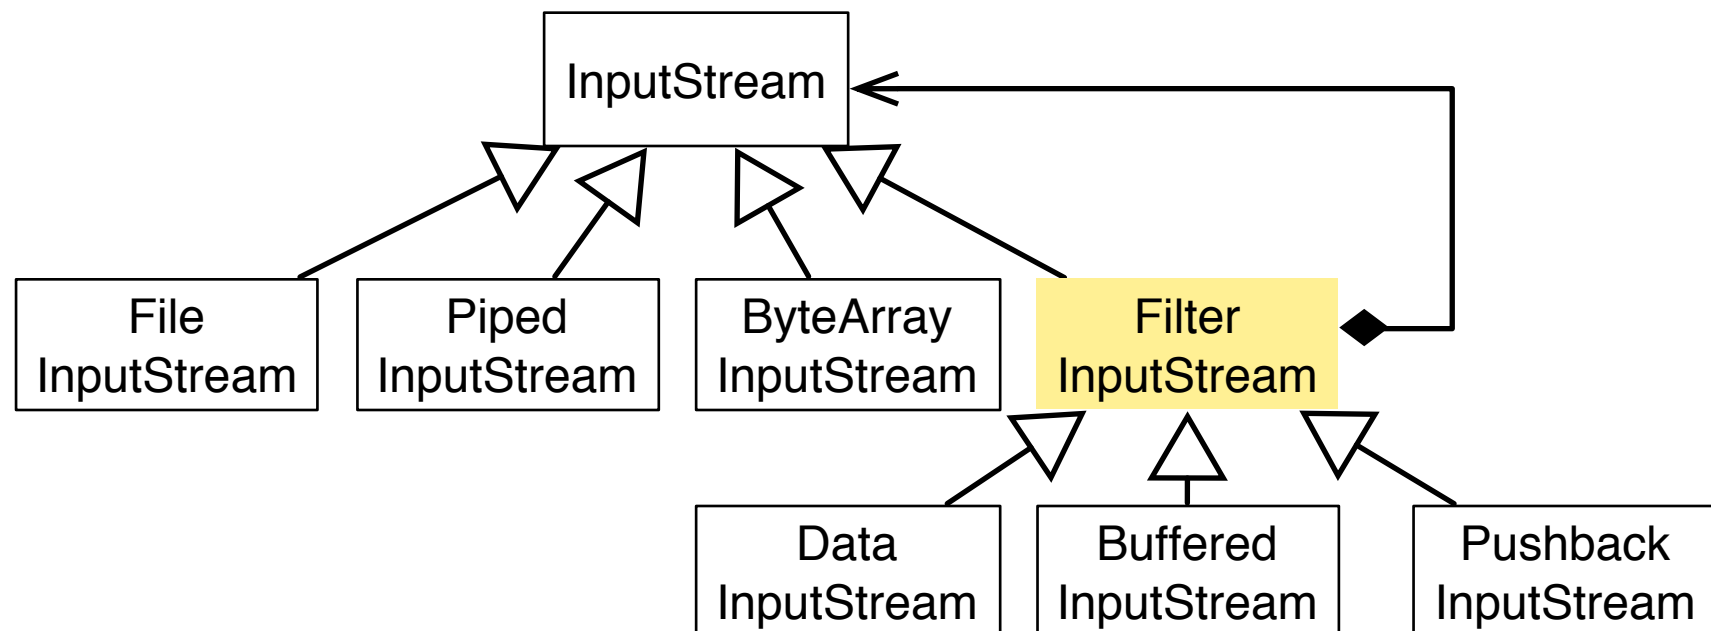 InputStream
File
InputStream
Piped
InputStream
ByteArray
InputStream
Filter
InputStream
Data
InputStream
Buffered
InputStream
Pushback
InputStream